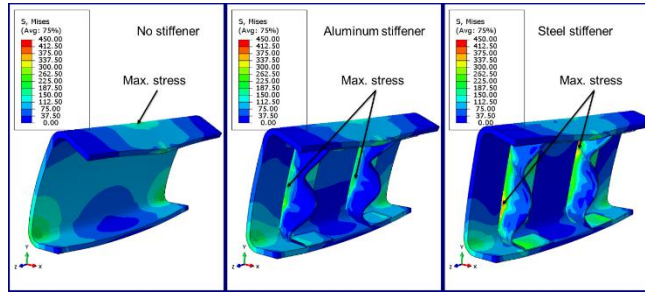 S, Mises
(Avg: 75%)
450.00
412.50
375.00
337.50
300.00
262.50
225.00
187.50
150.00
112.50
75.00
37.50
0.00
No stiffener
Max. stress
Y
Z X
S, Mises
(Avg: 75%)
450.00
412.50
375.00
337.50
300.00
262.50
225.00
187.50
150.00
112.50
75.00
37.50
0.00
Aluminum stiffener
Max. stress
Y
Z X
S, Mises
(Avg: 75%)
450.00
412.50
375.00
337.50
300.00
262.50
225.00
187.50
150.00
112.50
75.00
37.50
0.00
Steel stiffener
Max. stress
Y
Z X